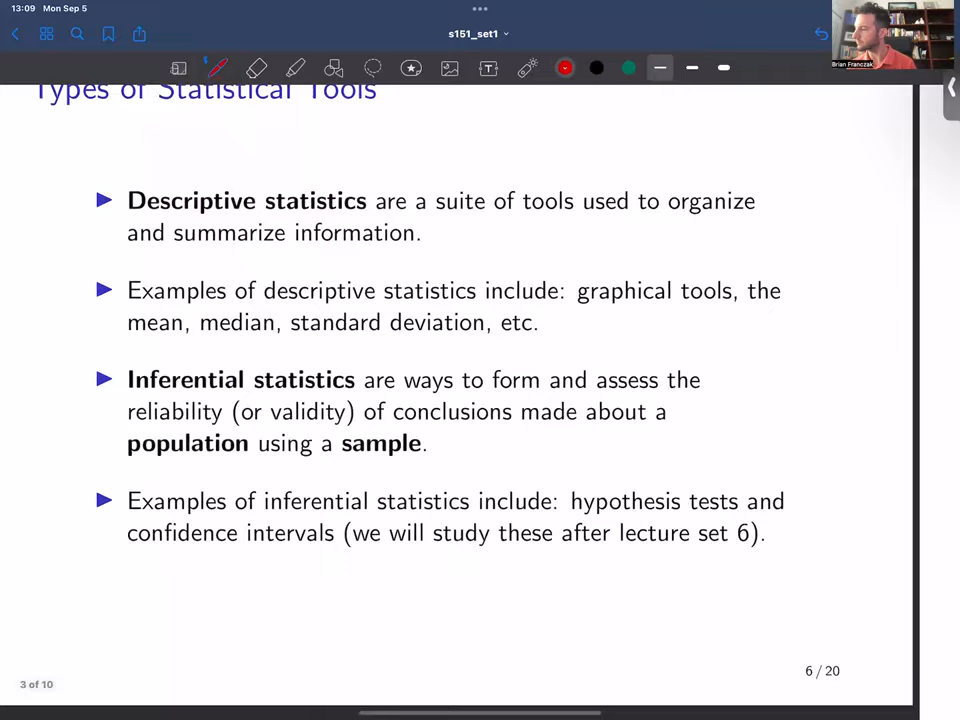 13:09 Mon Sep 5
s151_set1
Brian Franczak
Types of Statistical Tools
Descriptive statistics are a suite of tools used to organize
and summarize information.
Examples of descriptive statistics include: graphical tools, the
mean, median, standard deviation, etc.
Inferential statistics are ways to form and assess the
reliability (or validity) of conclusions made about a
population using a sample.
Examples of inferential statistics include: hypothesis tests and
confidence intervals (we will study these after lecture set 6).
6 / 20
3 of 10